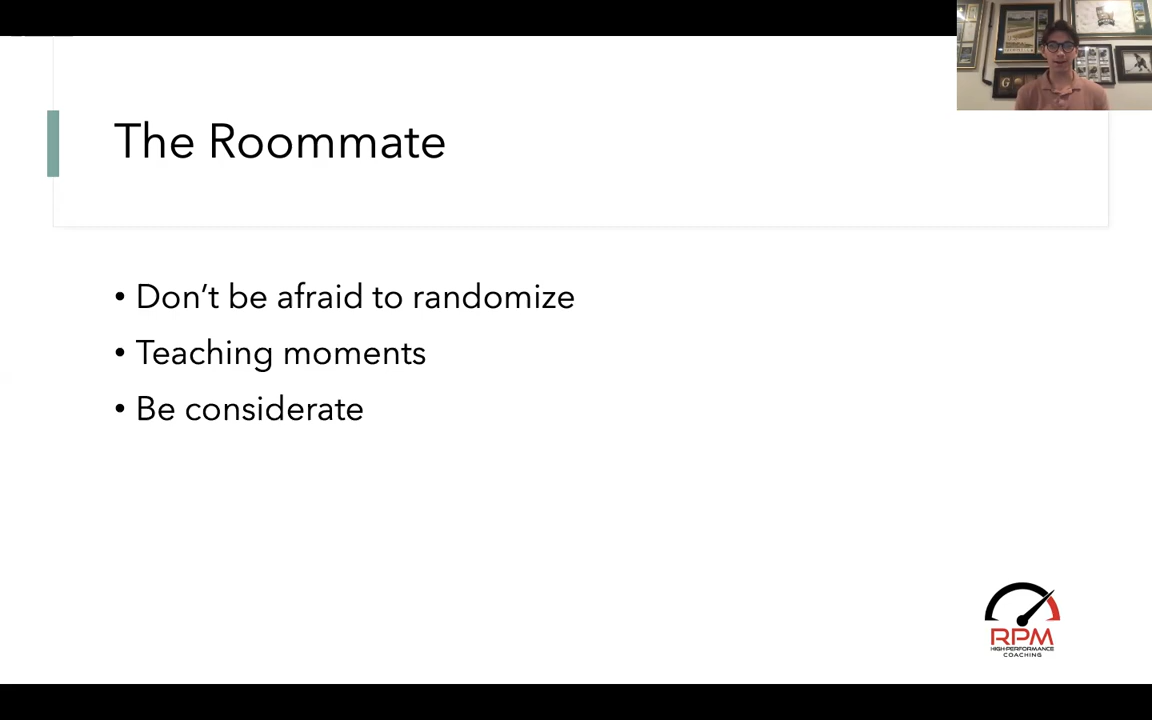 The Roommate
• Don’t be afraid to randomize
• Teaching moments
• Be considerate
RPM
HIGH-PERFORMANCE
COACHING